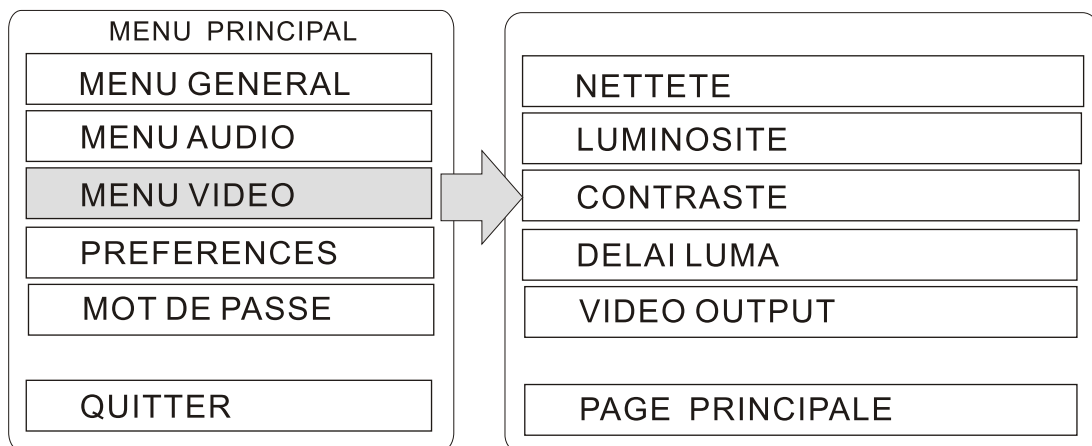 MENU PRINCIPAL
MENU GENERAL
MENU AUDIO
MENU VIDEO
PREFERENCES
MOT DE PASSE
QUITTER
NETTETE
LUMINOSITE
CONTRASTE
DELAI LUMA
VIDEO OUTPUT
PAGE PRINCIPALE